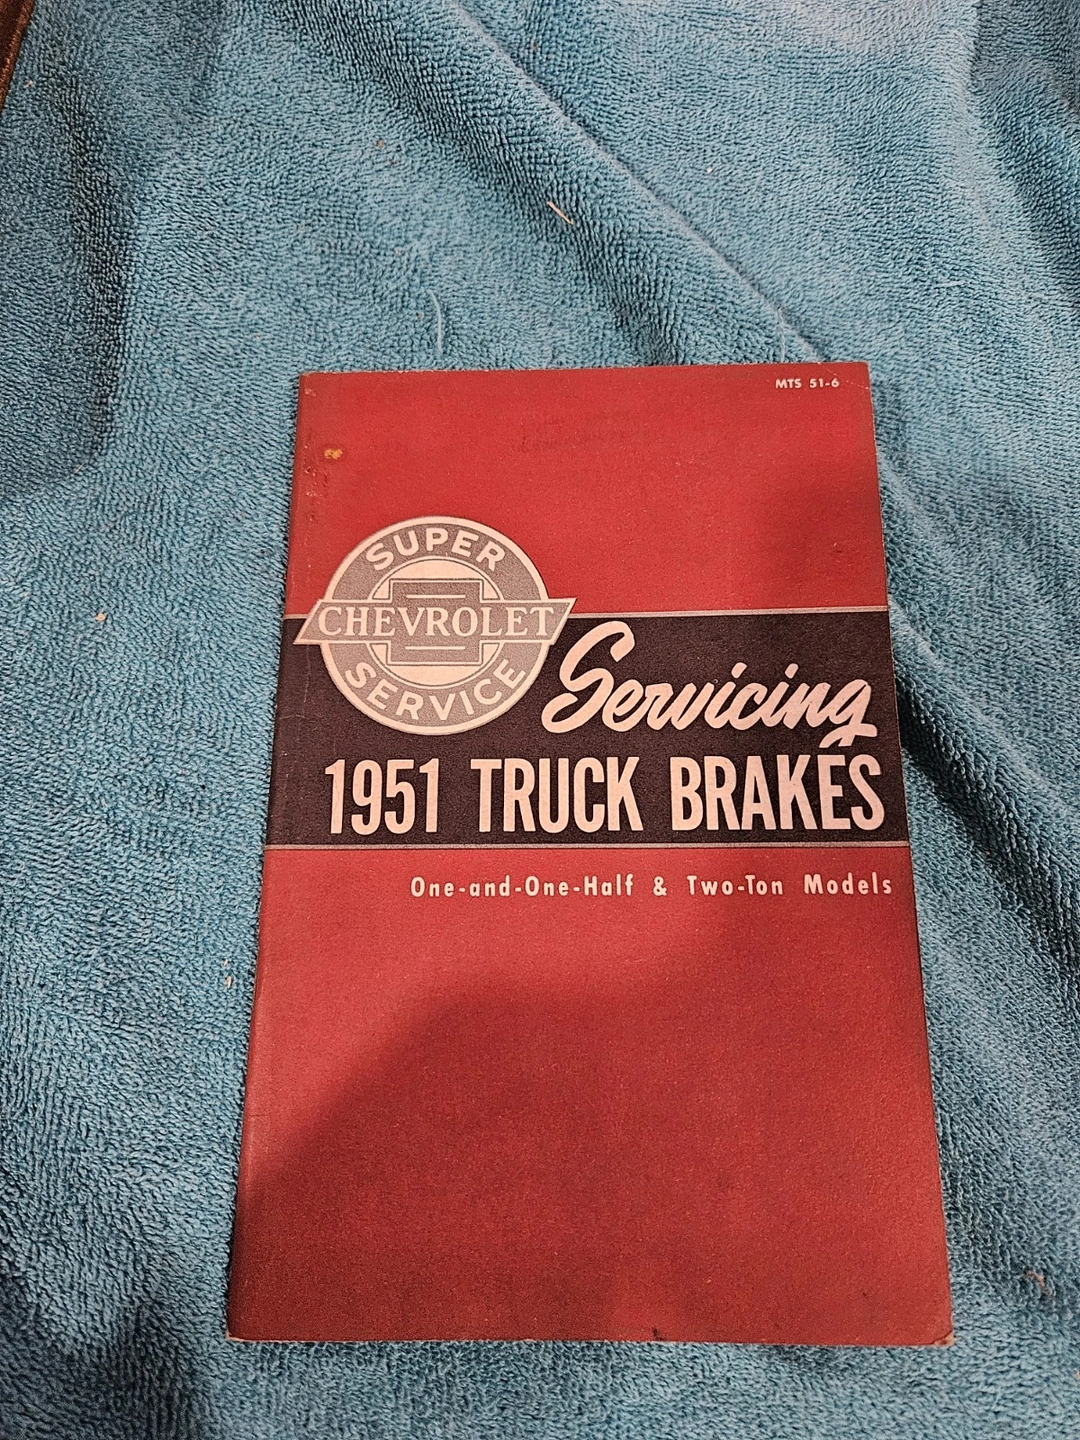 MTS 51-6
SUPER
CHEVROLET
SERVICE
Servicing
1951 TRUCK BRAKES
One-and-One-Half & Two-Ton Models